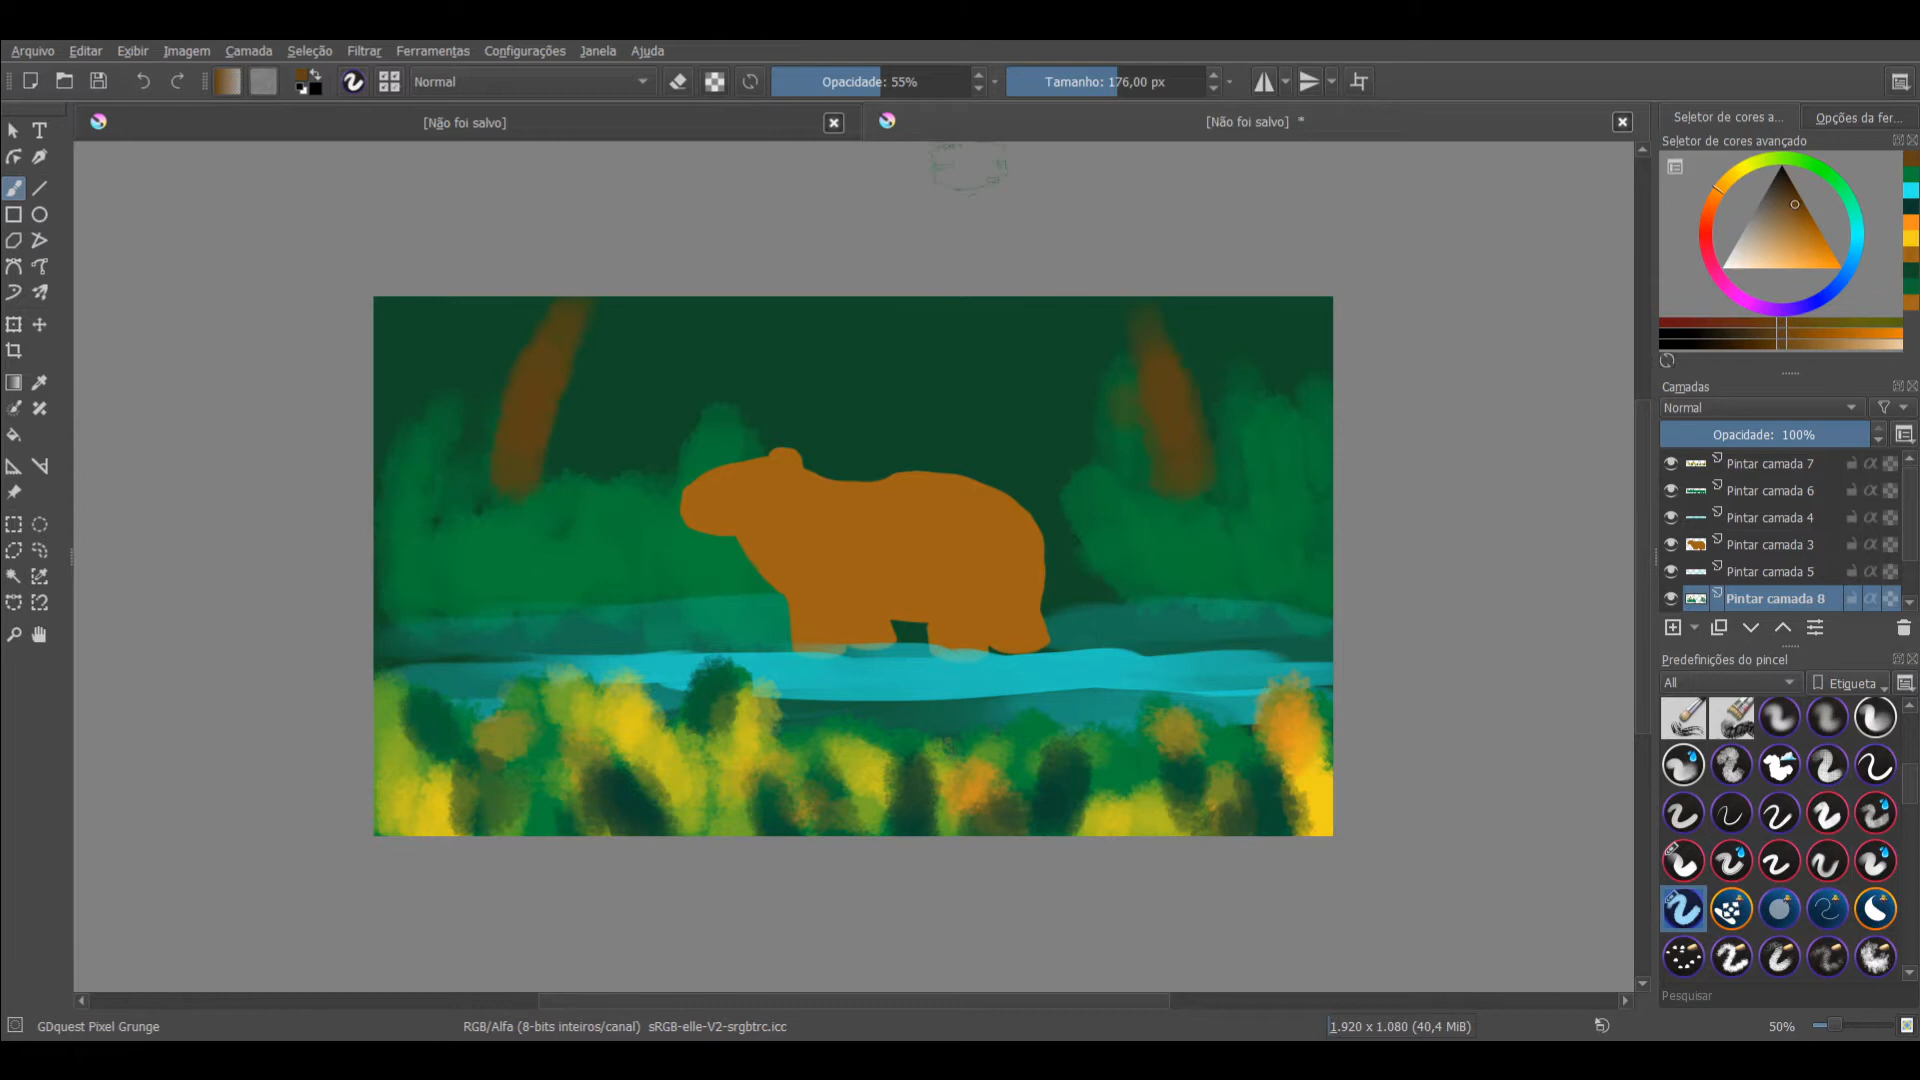 Arquivo Editar Exibir Imagem Camada Seleção Filtrar Ferramentas Configurações Janela Ajuda
Normal Opacidade: 55% Tamanho: 176,00 px
[Não foi salvo] [Não foi salvo] *
Seletor de cores a... Opções da fer...
Seletor de cores avançado
Camadas
Normal
Opacidade: 100%
Pintar camada 7
Pintar camada 6
Pintar camada 4
Pintar camada 3
Pintar camada 5
Pintar camada 8
Predefinições do pincel
All Etiqueta
Pesquisar
GDquest Pixel Grunge RGB/Alfa (8-bits inteiros/canal) sRGB-elle-V2-srgbtrc.icc 1.920 x 1.080 (40,4 MiB) 50%